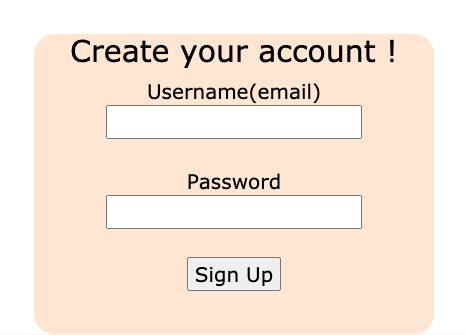 Create your account !
Username(email)
Password
Sign Up